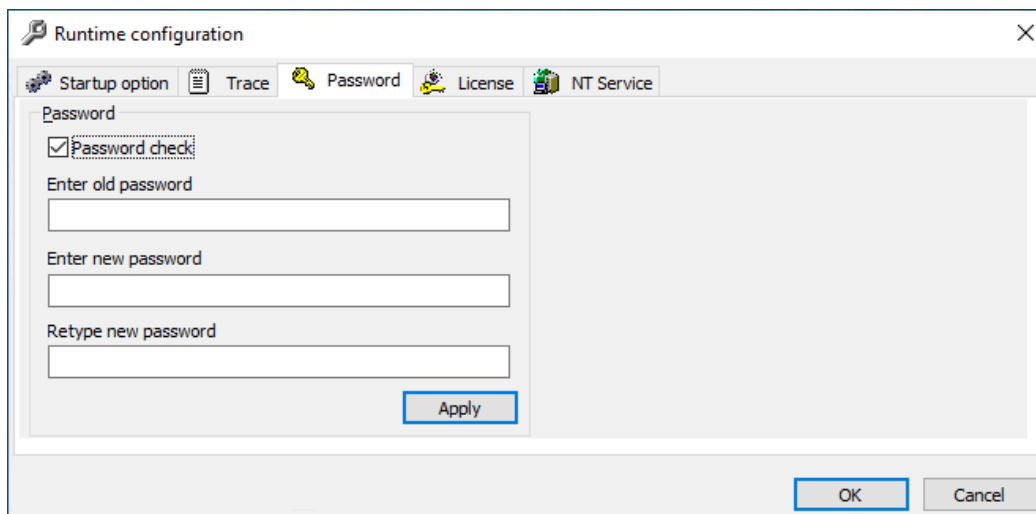 Runtime configuration
Startup option Trace Password License NT Service
Password
Password check
Enter old password
Enter new password
Retype new password
Apply
OK Cancel